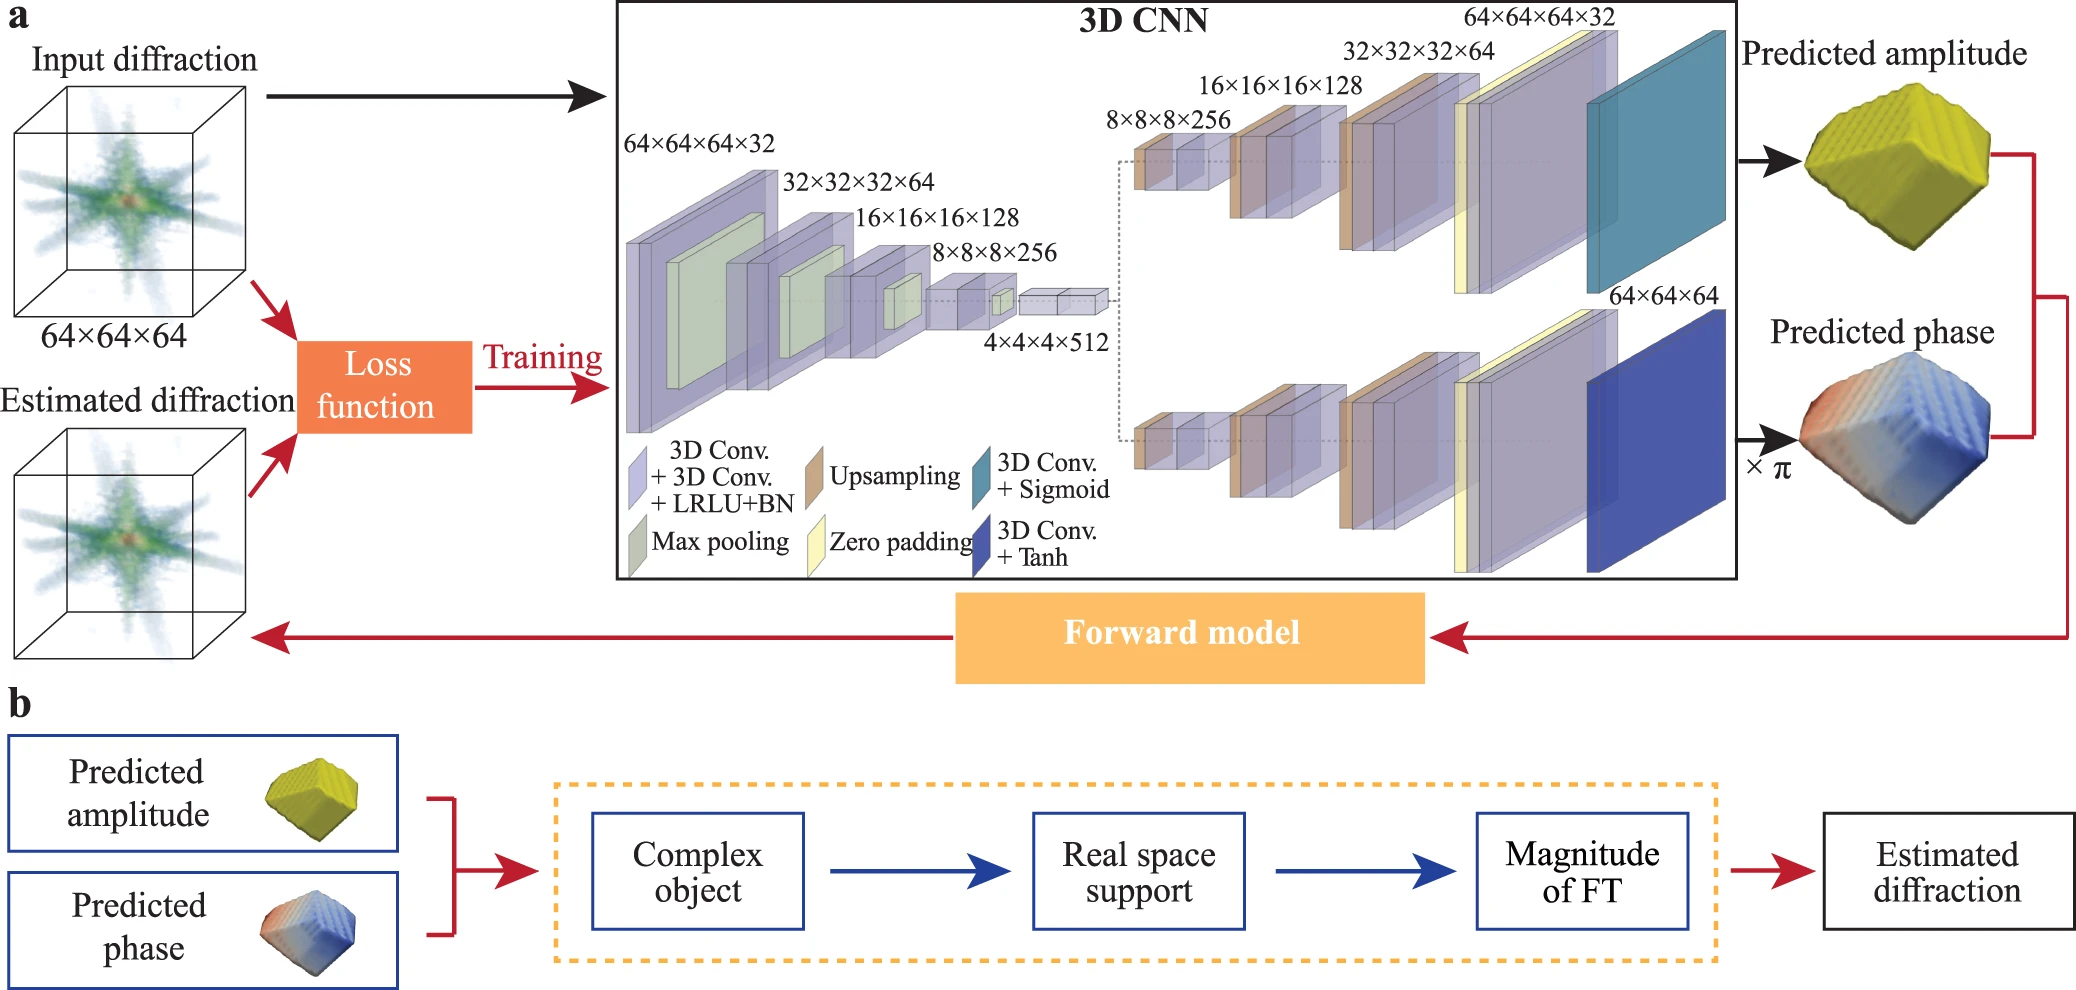 a
Input diffraction
64×64×64
Estimated diffraction
Loss
function
Training
3D CNN
64×64×64×32
32×32×32×64
16×16×16×128
8×8×8×256
4×4×4×512
8×8×8×256
16×16×16×128
32×32×32×64
64×64×64×32
64×64×64
3D Conv.
+ 3D Conv.
+ LRLU+BN
Upsampling
3D Conv.
+ Sigmoid
Max pooling
Zero padding
3D Conv.
+ Tanh
Predicted amplitude
Predicted phase
× π
Forward model
b
Predicted
amplitude
Predicted
phase
Complex
object
Real space
support
Magnitude
of FT
Estimated
diffraction